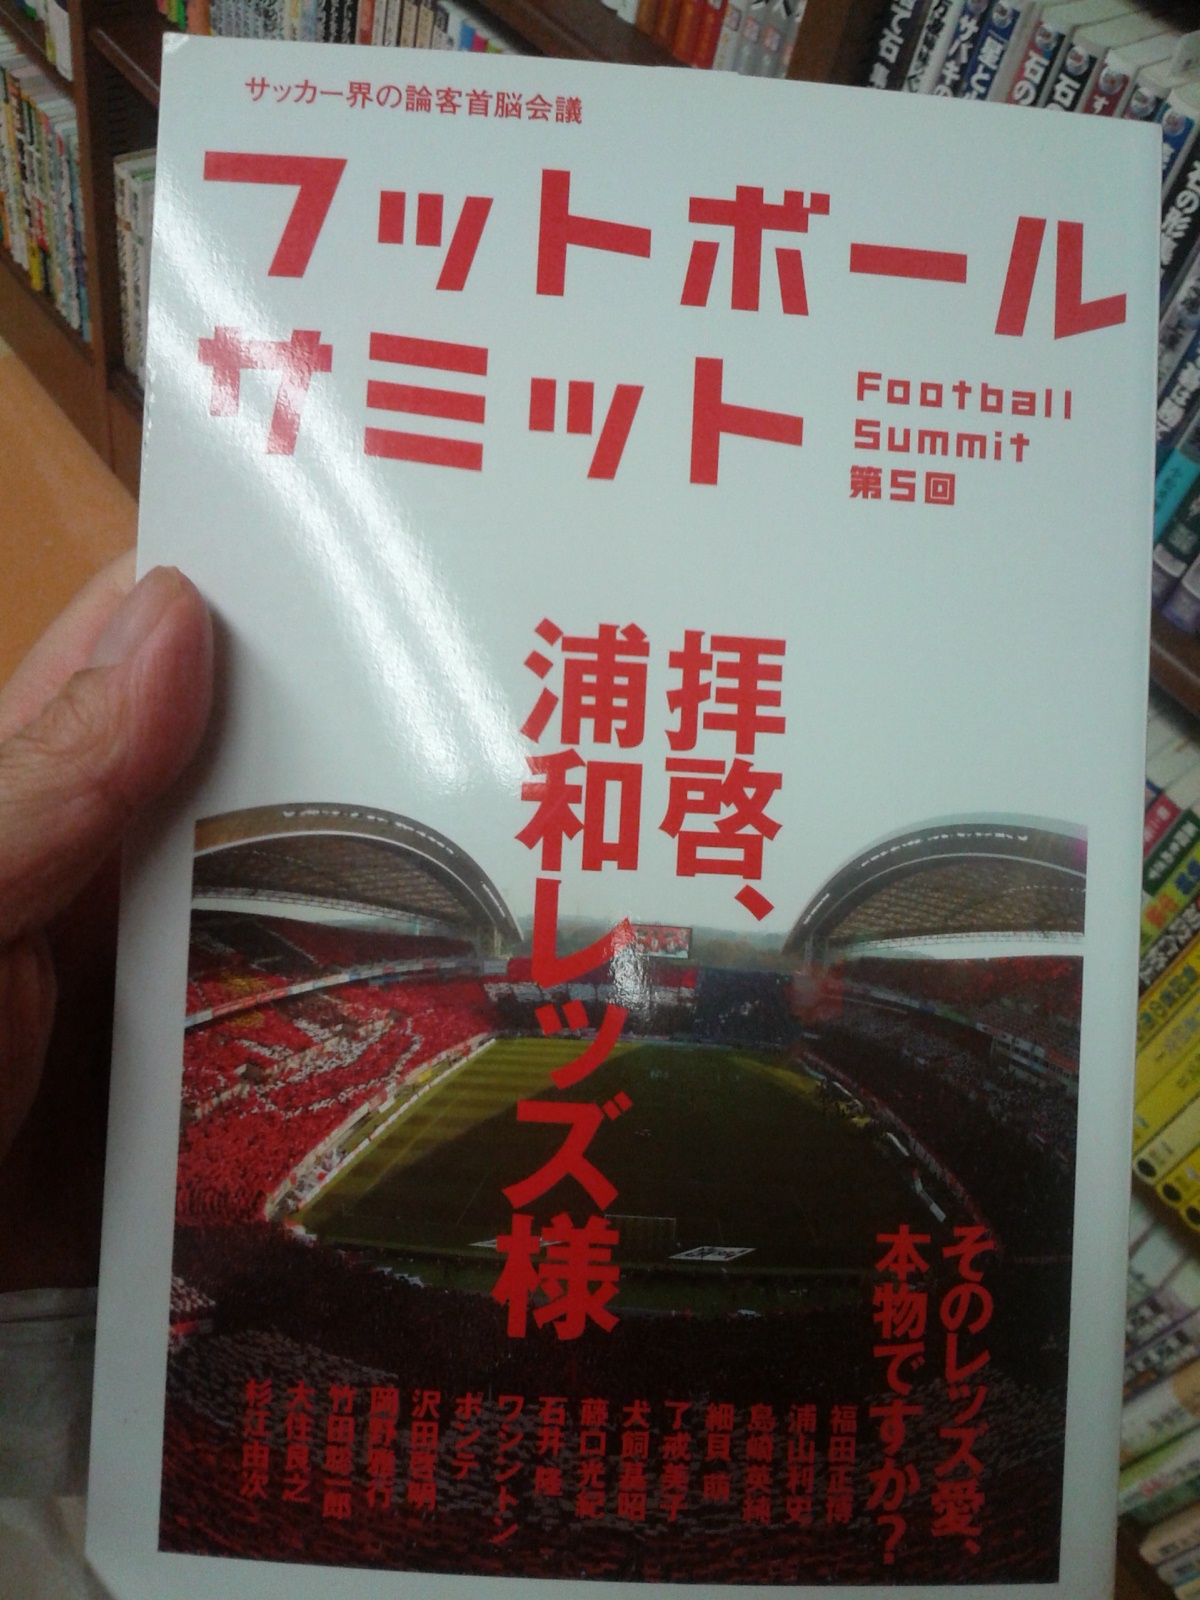 サッカー界の論客首脳会議
フットボール
サミット
Football
Summit
第5回
拝啓、
浦和レッズ様
そのレッズ愛、
本物ですか？
福田正博
浦山利史
島崎英純
細貝 萌
了戒美子
犬飼基昭
藤口光紀
石井 隆
ワシントン
ポンテ
沢田啓明
岡野雅行
竹田聡一郎
大住良之
杉江由次